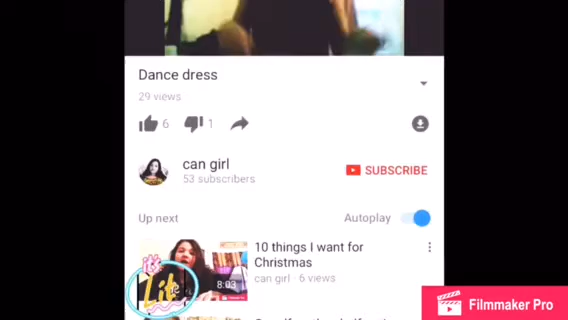 Dance dress
29 views
6
1
can girl
53 subscribers
SUBSCRIBE
Up next
Autoplay
10 things I want for
Christmas
can girl · 6 views
8:03
Lit
Filmmaker Pro